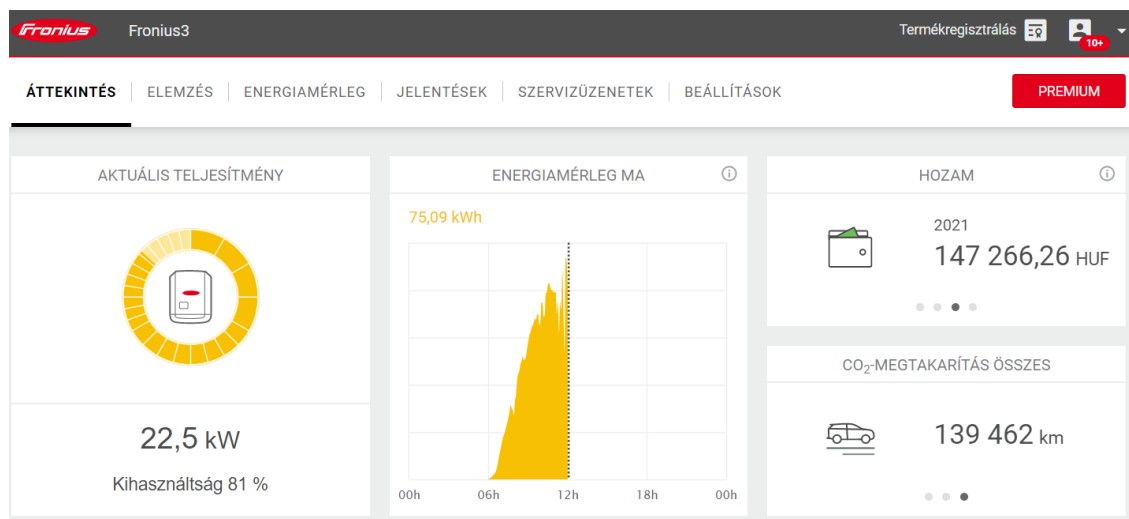 Fronius
Fronius3
Termékregisztrálás
10+
ÁTTEKINTÉS
ELEMZÉS
ENERGIAMÉRLEG
JELENTÉSEK
SZERVIZÜZENETEK
BEÁLLÍTÁSOK
PREMIUM
AKTUÁLIS TELJESÍTMÉNY
22,5 kW
Kihasználtság 81 %
ENERGIAMÉRLEG MA
75,09 kWh
00h 06h 12h 18h 00h
HOZAM
2021
147 266,26 HUF
CO₂-MEGTAKARÍTÁS ÖSSZES
139 462 km